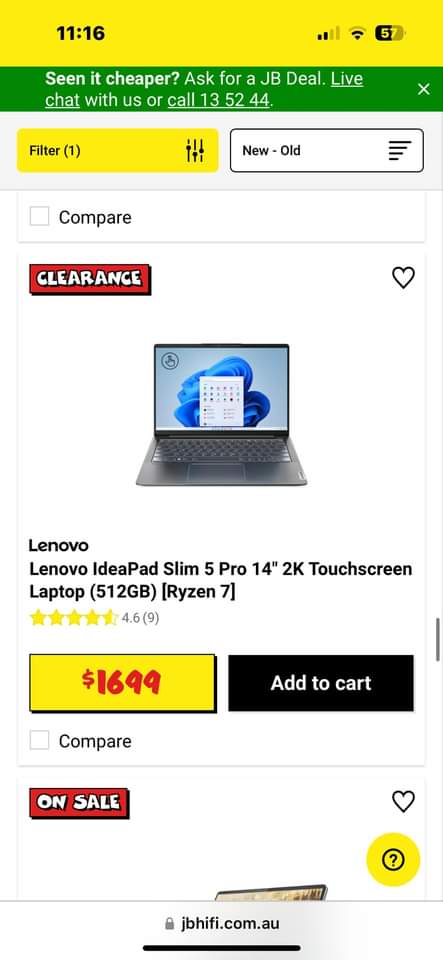 11:16
57
Seen it cheaper? Ask for a JB Deal. Live
chat with us or call 13 52 44.
Filter (1)
New - Old
Compare
CLEARANCE
Lenovo
Lenovo IdeaPad Slim 5 Pro 14" 2K Touchscreen
Laptop (512GB) [Ryzen 7]
4.6 (9)
$1699
Add to cart
Compare
ON SALE
jbhifi.com.au